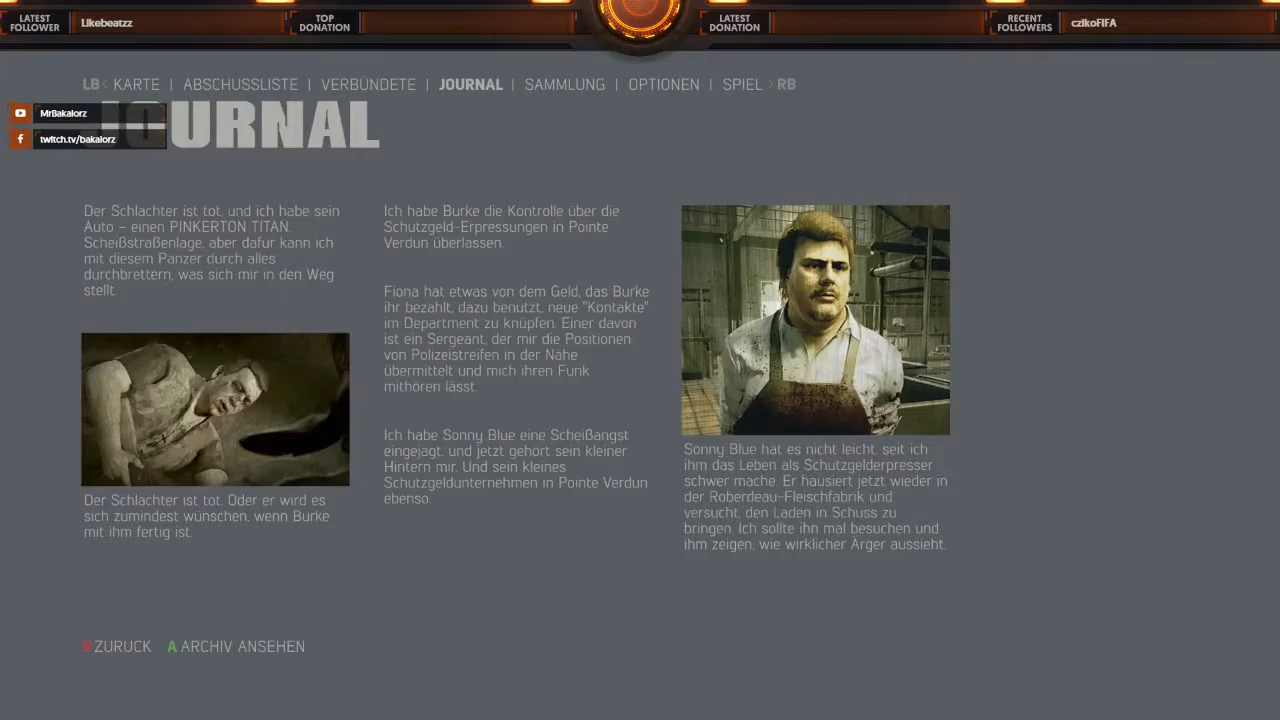 LATEST
FOLLOWER
Likebeatzz
TOP
DONATION
LATEST
DONATION
RECENT
FOLLOWERS
czikoFIFA
LB< KARTE | ABSCHUSSLISTE | VERBÜNDETE | JOURNAL | SAMMLUNG | OPTIONEN | SPIEL >RB
JOURNAL
MrBakalorz
twitch.tv/bakalorz
Der Schlachter ist tot, und ich habe sein
Auto – einen PINKERTON TITAN.
Scheißstraßenlage, aber dafür kann ich
mit diesem Panzer durch alles
durchbrettern, was sich mir in den Weg
stellt.
Der Schlachter ist tot. Oder er wird es
sich zumindest wünschen, wenn Burke
mit ihm fertig ist.
Ich habe Burke die Kontrolle über die
Schutzgeld-Erpressungen in Pointe
Verdun überlassen.
Fiona hat etwas von dem Geld, das Burke
ihr bezahlt, dazu benutzt, neue "Kontakte"
im Department zu knüpfen. Einer davon
ist ein Sergeant, der mir die Positionen
von Polizeistreifen in der Nähe
übermittelt und mich ihren Funk
mithören lässt.
Ich habe Sonny Blue eine Scheißangst
eingejagt, und jetzt gehört sein kleiner
Hintern mir. Und sein kleines
Schutzgeldunternehmen in Pointe Verdun
ebenso.
Sonny Blue hat es nicht leicht, seit ich
ihm das Leben als Schutzgelderpresser
schwer mache. Er hausiert jetzt wieder in
der Roberdeau-Fleischfabrik und
versucht, den Laden in Schuss zu
bringen. Ich sollte ihn mal besuchen und
ihm zeigen, wie wirklicher Ärger aussieht.
B ZURÜCK A ARCHIV ANSEHEN